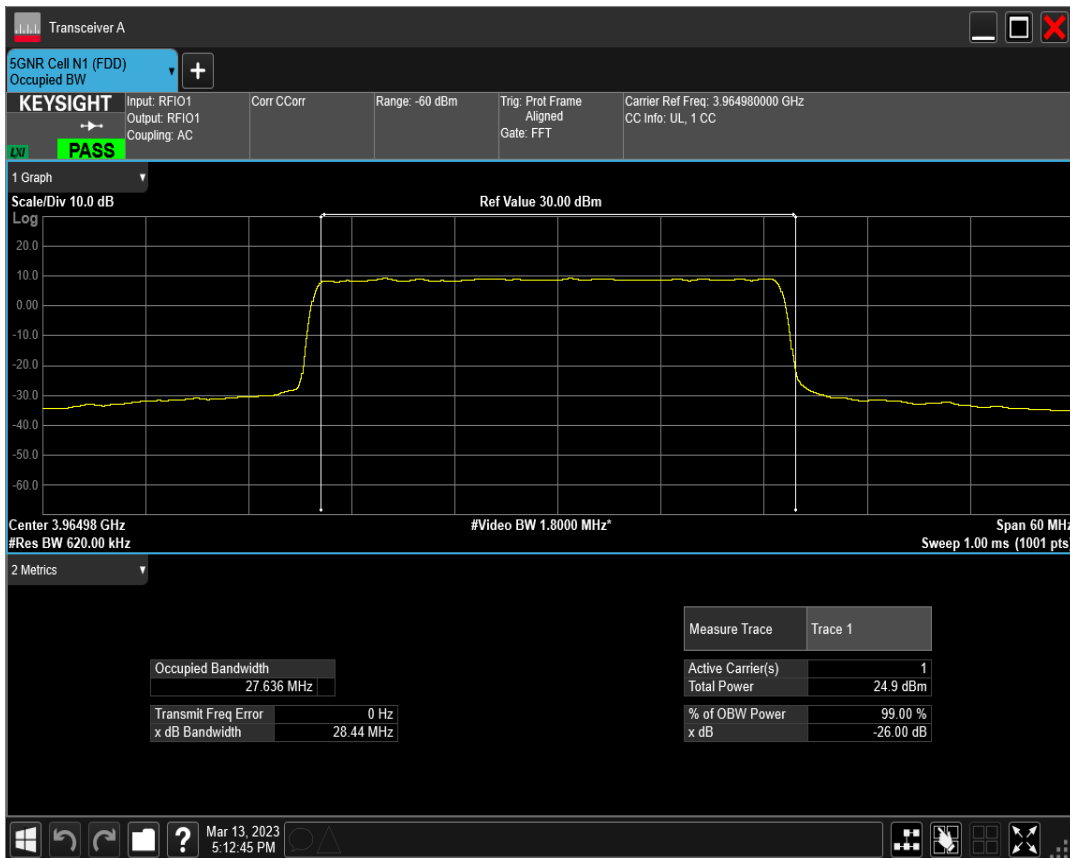 Transceiver A
5GNR Cell N1 (FDD)
Occupied BW
+
KEYSIGHT
LXI
PASS
Input: RFIO1
Output: RFIO1
Coupling: AC
Corr CCorr
Range: -60 dBm
Trig: Prot Frame
Aligned
Gate: FFT
Carrier Ref Freq: 3.964980000 GHz
CC Info: UL, 1 CC
1 Graph
Scale/Div 10.0 dB
Ref Value 30.00 dBm
Log
20.0
10.0
0.00
-10.0
-20.0
-30.0
-40.0
-50.0
-60.0
Center 3.96498 GHz
#Video BW 1.8000 MHz*
Span 60 MHz
#Res BW 620.00 kHz
Sweep 1.00 ms (1001 pts)
2 Metrics
Measure Trace Trace 1
Occupied Bandwidth
27.636 MHz
Active Carrier(s) 1
Total Power 24.9 dBm
Transmit Freq Error 0 Hz
x dB Bandwidth 28.44 MHz
% of OBW Power 99.00 %
x dB -26.00 dB
?
Mar 13, 2023
5:12:45 PM